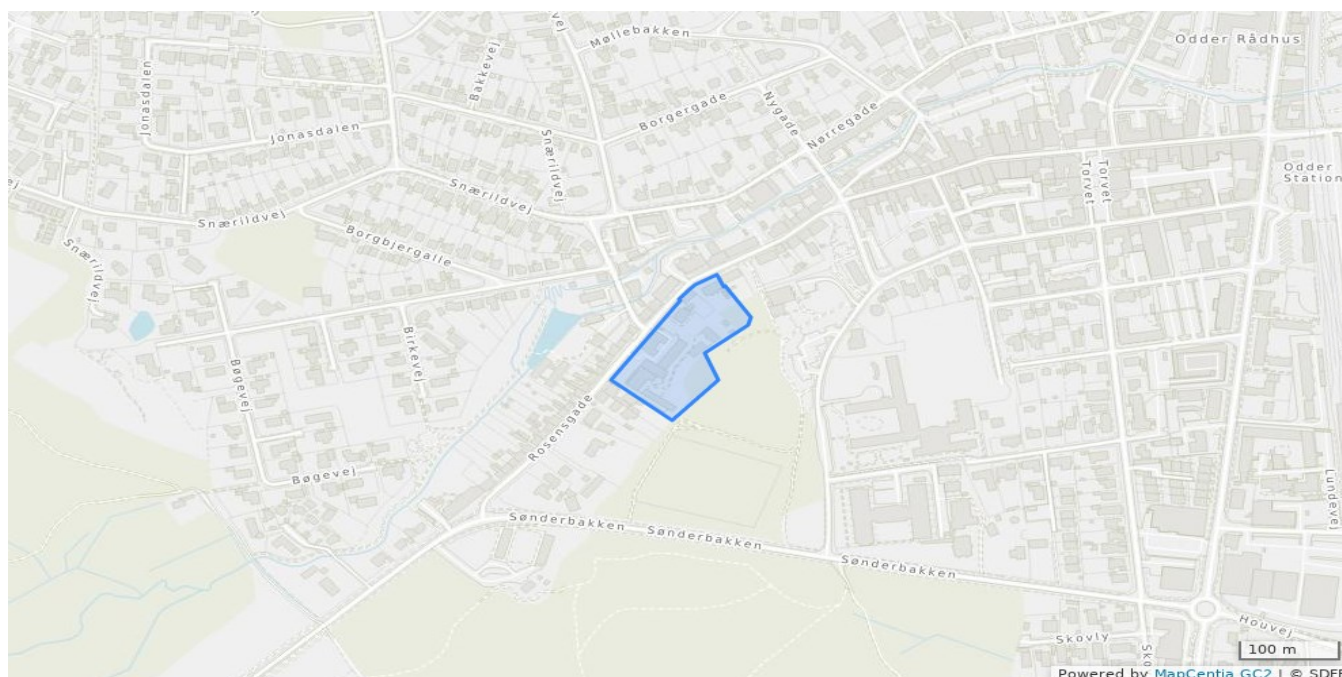 Møllebakken
Odder Rådhus
Jonasdalen
Bakkevej
Borgergade
Nygade
Nørregade
Jonasdalen
Snærildvej
Torvet
Torvet
Odder
Station
Snærildvej
Snærildvej
Borgbjergalle
Snærildvej
Birkevej
Bøgevej
Rosensgade
Bøgevej
Lundevej
Sønderbakken
Sønderbakken
Sønderbakken
Houvej
Skovly
100 m
Powered by MapCentia GC2 | © SDFE